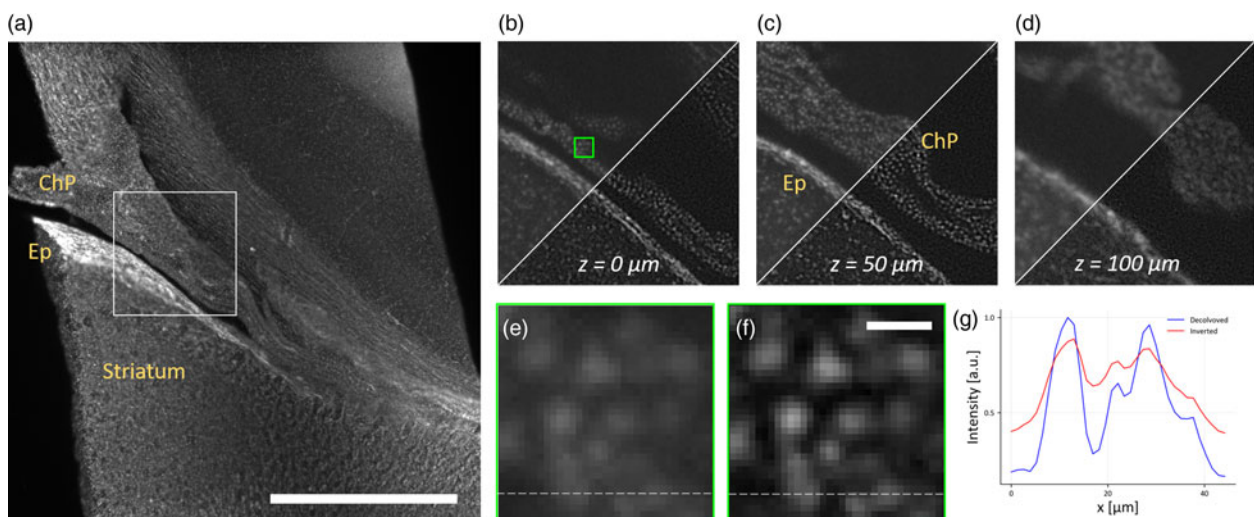 (a)
ChP
Ep
Striatum
(b)
z = 0 μm
(c)
ChP
Ep
z = 50 μm
(d)
z = 100 μm
(e)
(f)
(g)
Decolvoved
Inverted
Intensity [a.u.]
1.0
0.5
0
20
40
x [μm]